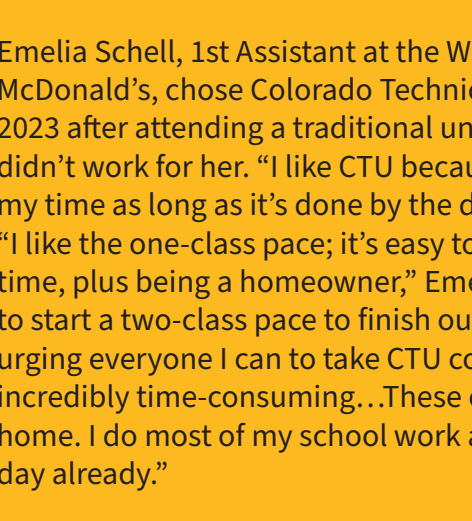 Emelia Schell, 1st Assistant at the W
McDonald’s, chose Colorado Techni
2023 after attending a traditional un
didn’t work for her. “I like CTU becau
my time as long as it’s done by the d
“I like the one-class pace; it’s easy to
time, plus being a homeowner,” Eme
to start a two-class pace to finish ou
urging everyone I can to take CTU co
incredibly time-consuming…These
home. I do most of my school work a
day already.”